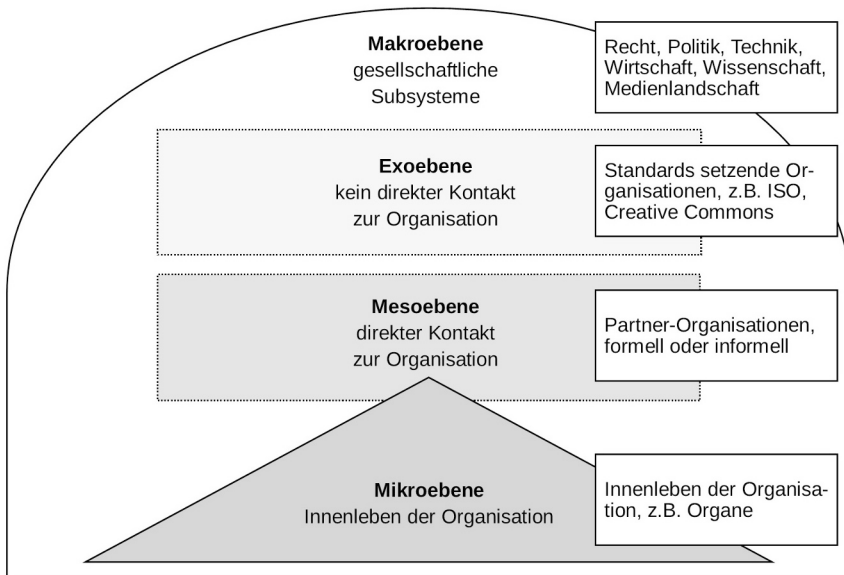 Makroebene
gesellschaftliche
Subsysteme
Recht, Politik, Technik,
Wirtschaft, Wissenschaft,
Medienlandschaft
Exoebene
kein direkter Kontakt
zur Organisation
Standards setzende Or-
ganisationen, z.B. ISO,
Creative Commons
Mesoebene
direkter Kontakt
zur Organisation
Partner-Organisationen,
formell oder informell
Mikroebene
Innenleben der Organisation
Innenleben der Organisa-
tion, z.B. Organe